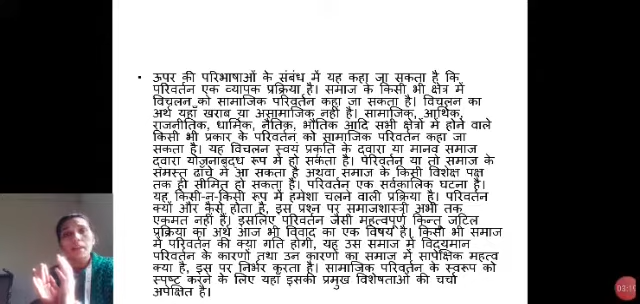 • ऊपर की परिभाषाओं के संबंध में यह कहा जा सकता है कि
परिवर्तन एक व्यापक प्रक्रिया है। समाज के किसी भी क्षेत्र में
विचलन को सामाजिक परिवर्तन कहा जा सकता है। विचलन का
अर्थ यहाँ खराब या असामाजिक नहीं है। सामाजिक, आर्थिक,
राजनीतिक, धार्मिक, नैतिक, भौतिक आदि सभी क्षेत्रों में होने वाले
किसी भी प्रकार के परिवर्तन को सामाजिक परिवर्तन कहा जा
सकता है। यह विचलन स्वयं प्रकृति के द्वारा या मानव समाज
द्वारा योजनाबद्ध रूप में हो सकता है। परिवर्तन या तो समाज के
समस्त ढाँचे में आ सकता है अथवा समाज के किसी विशेष पक्ष
तक ही सीमित हो सकता है। परिवर्तन एक सर्वकालिक घटना है।
यह किसी-न-किसी रूप में हमेशा चलने वाली प्रक्रिया है। परिवर्तन
क्यों और कैसे होता है, इस प्रश्न पर समाजशास्त्री अभी तक
एकमत नहीं हैं। इसलिए परिवर्तन जैसी महत्वपूर्ण किन्तु जटिल
प्रक्रिया का अर्थ आज भी विवाद का एक विषय है। किसी भी समाज
में परिवर्तन की क्या गति होगी, यह उस समाज में विद्यमान
परिवर्तन के कारणों तथा उन कारणों का समाज में सापेक्षिक महत्व
क्या है, इस पर निर्भर करता है। सामाजिक परिवर्तन के स्वरूप को
स्पष्ट करने के लिए यहाँ इसकी प्रमुख विशेषताओं की चर्चा
अपेक्षित है।